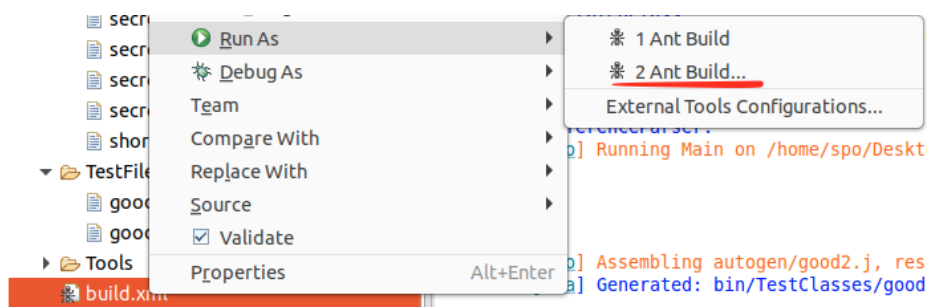 secr
Run As
1 Ant Build
secr
Debug As
2 Ant Build...
secr
Team
External Tools Configurations...
secr
Compare With
shor
o] Running Main on /home/spo/Deskt
TestFile
Replace With
good
Source
good
Validate
Tools
Properties Alt+Enter
o] Assembling autogen/good2.j, res
build.xml
a] Generated: bin/TestClasses/good